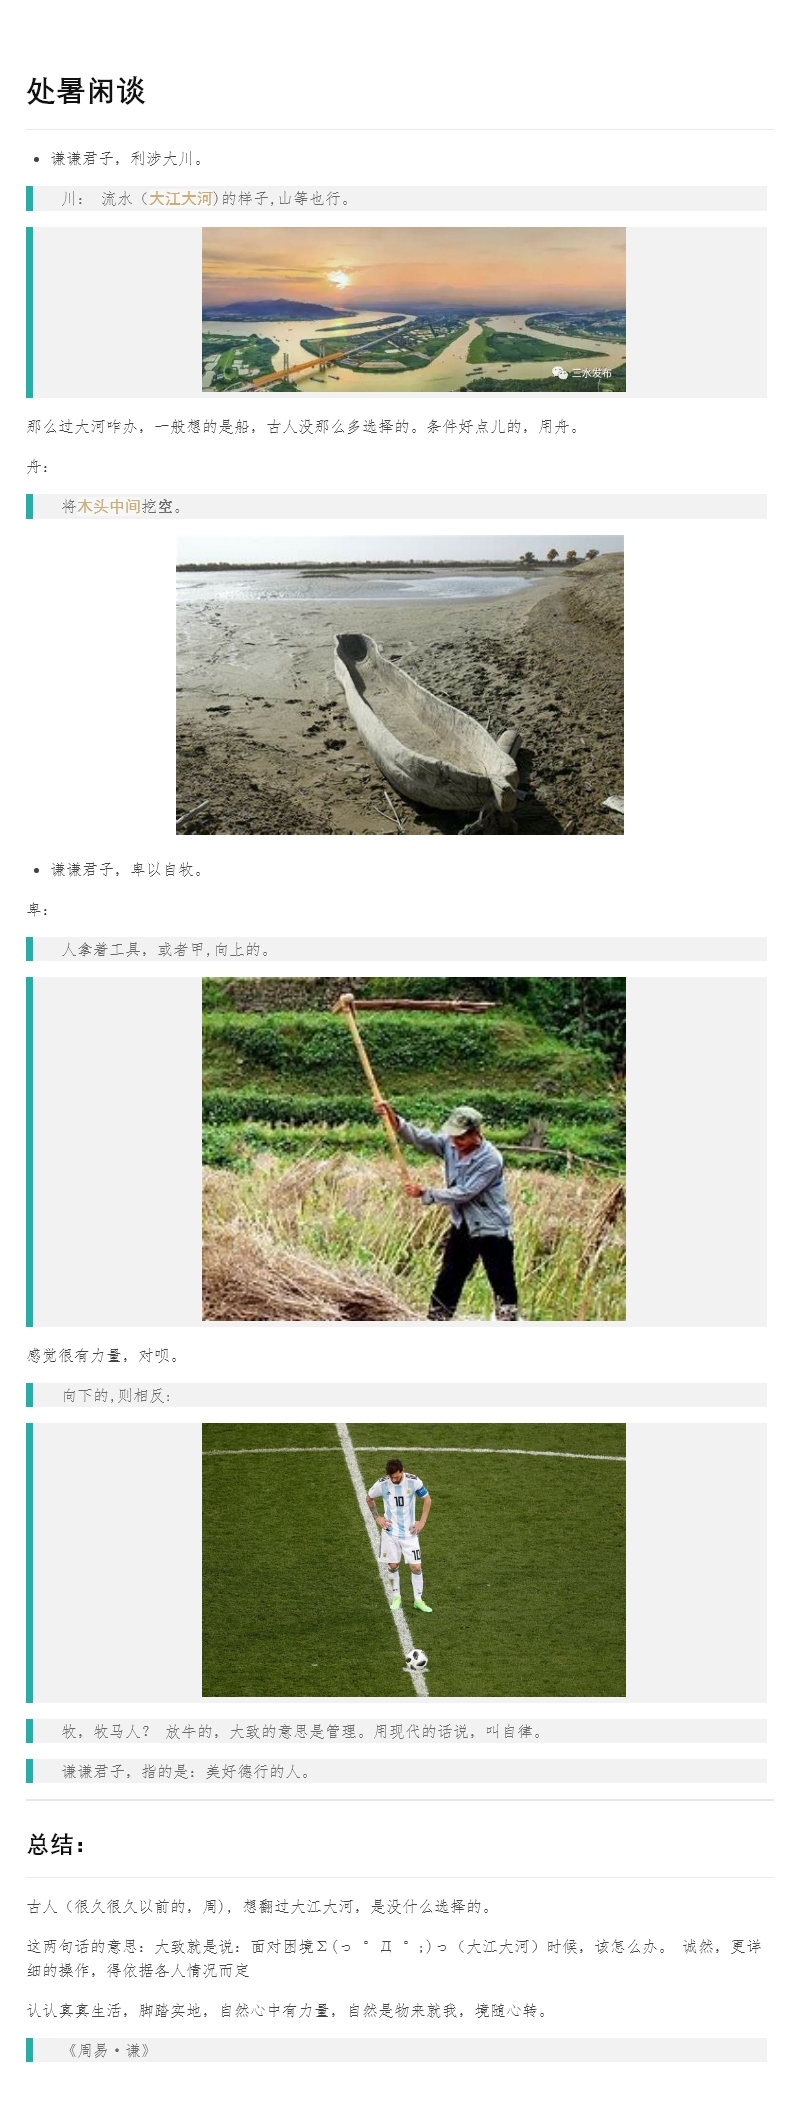 处暑闲谈
谦谦君子，利涉大川。
川： 流水（大江大河)的样子,山等也行。
三水发布
那么过大河咋办，一般想的是船，古人没那么多选择的。条件好点儿的，用舟。
舟：
将木头中间挖空。
谦谦君子，卑以自牧。
卑：
人拿着工具，或者甲,向上的。
感觉很有力量，对呗。
向下的,则相反:
10
10
牧，牧马人？ 放牛的，大致的意思是管理。用现代的话说，叫自律。
谦谦君子，指的是：美好德行的人。
总结：
古人（很久很久以前的，周)，想翻过大江大河，是没什么选择的。
这两句话的意思：大致就是说：面对困境Σ(っ °Д °;)っ（大江大河）时候，该怎么办。 诚然，更详
细的操作，得依据各人情况而定
认认真真生活，脚踏实地，自然心中有力量，自然是物来就我，境随心转。
《周易·谦》